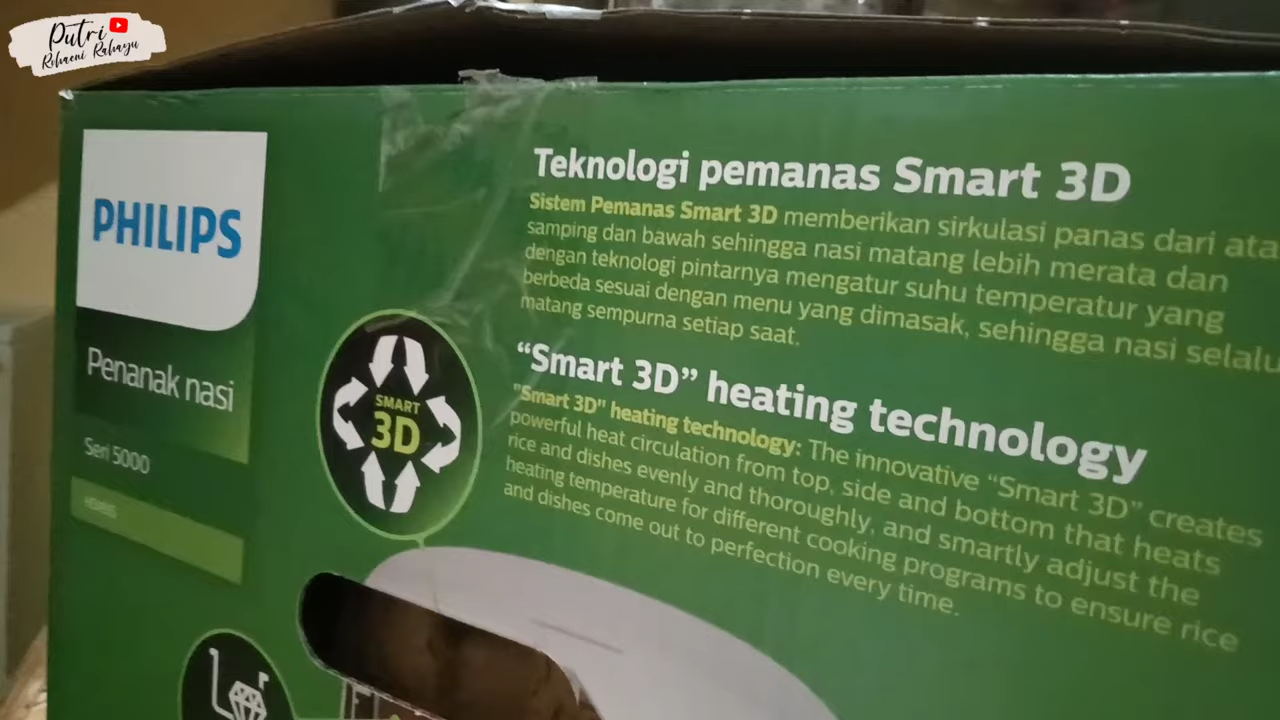 Putri
Rohaeni Rahayu
PHILIPS
Penanak nasi
Seri 5000
SMART
3D
Teknologi pemanas Smart 3D
Sistem Pemanas Smart 3D memberikan sirkulasi panas dari ata
samping dan bawah sehingga nasi matang lebih merata dan
dengan teknologi pintarnya mengatur suhu temperatur yang
berbeda sesuai dengan menu yang dimasak, sehingga nasi selalu
matang sempurna setiap saat.
“Smart 3D” heating technology
"Smart 3D" heating technology: The innovative “Smart 3D” creates
powerful heat circulation from top, side and bottom that heats
rice and dishes evenly and thoroughly, and smartly adjust the
heating temperature for different cooking programs to ensure rice
and dishes come out to perfection every time.